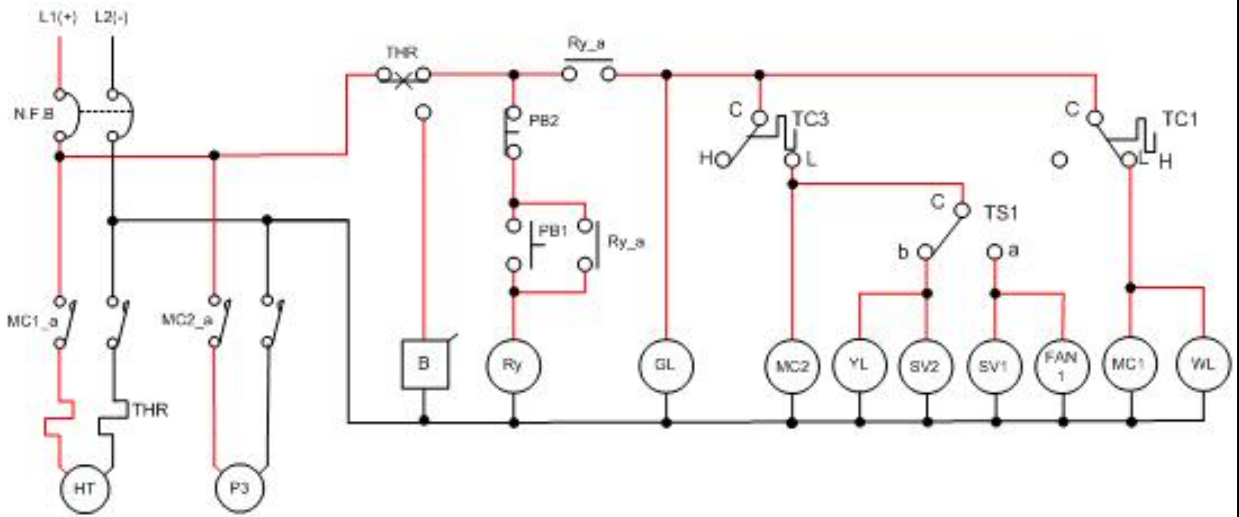 L1(+) L2(-)
N.F.B
THR
Ry_a
PB2
C TC3
H L
C TC1
L H
PB1
Ry_a
C TS1
b a
MC1_a
MC2_a
THR
B
Ry
GL
MC2
YL
SV2
SV1
FAN
1
MC1
WL
HT
P3